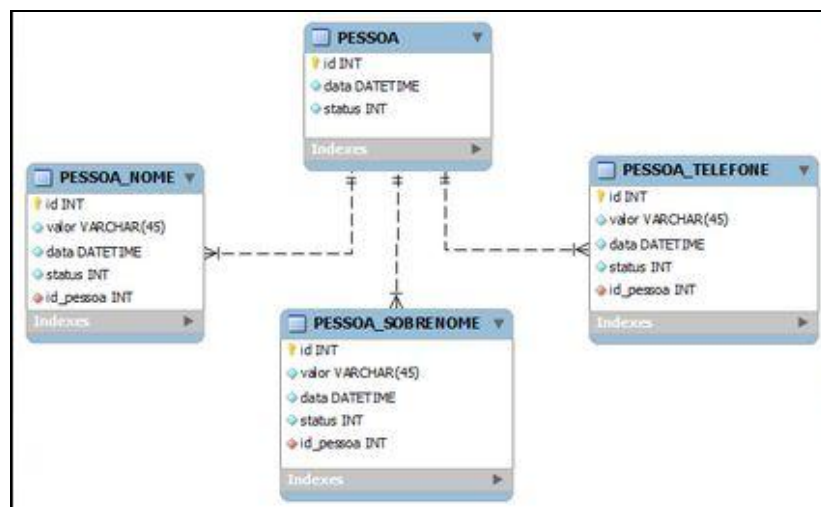 PESSOA
id INT
data DATETIME
status INT
Indexes
PESSOA_NOME
id INT
valor VARCHAR(45)
data DATETIME
status INT
id_pessoa INT
Indexes
PESSOA_TELEFONE
id INT
valor VARCHAR(45)
data DATETIME
status INT
id_pessoa INT
Indexes
PESSOA_SOBRENOME
id INT
valor VARCHAR(45)
data DATETIME
status INT
id_pessoa INT
Indexes